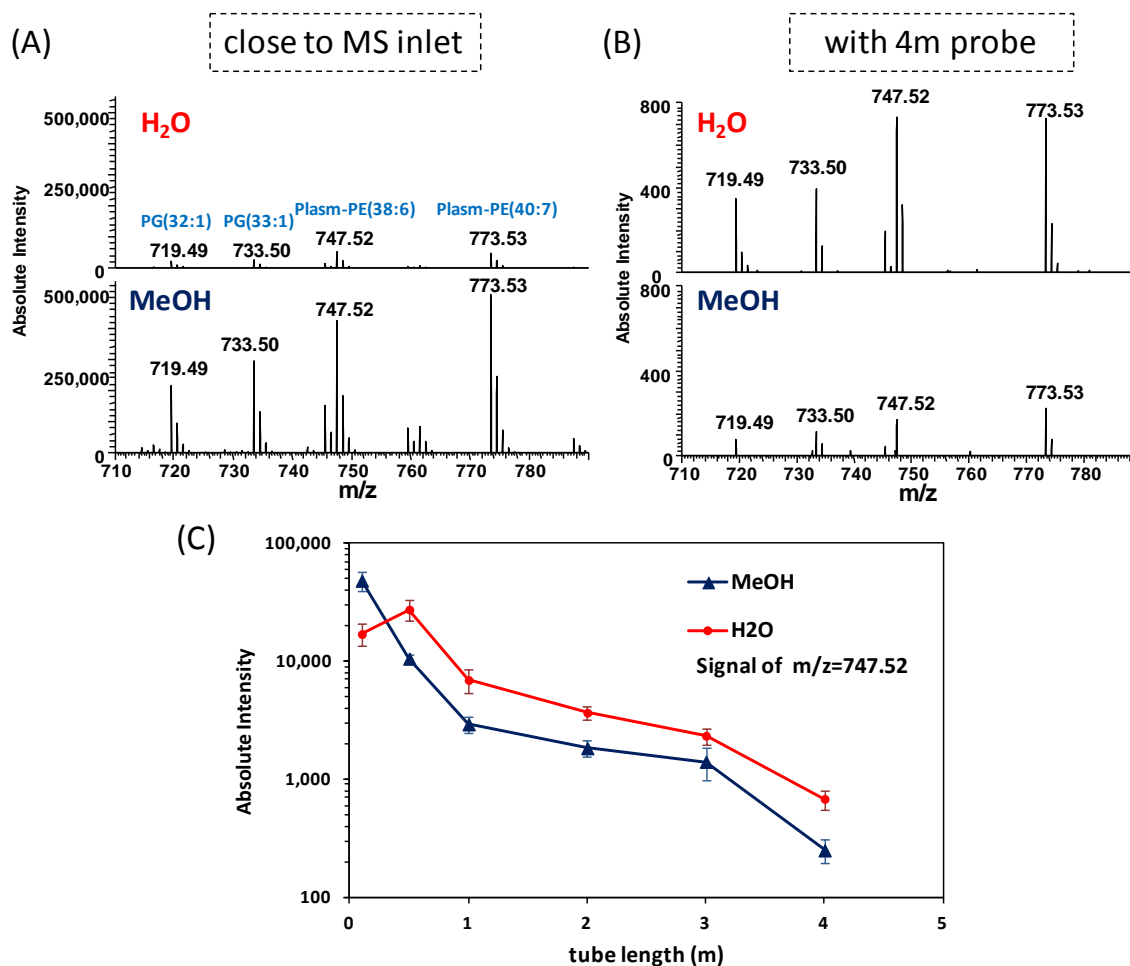 (A)
close to MS inlet
H₂O
500,000
250,000
0
Absolute Intensity
PG(32:1)
719.49
PG(33:1)
733.50
Plasm-PE(38:6)
747.52
Plasm-PE(40:7)
773.53
MeOH
500,000
250,000
0
Absolute Intensity
719.49
733.50
747.52
773.53
710 720 730 740 750 760 770 780
m/z
(B)
with 4m probe
H₂O
800
400
0
Absolute Intensity
719.49
733.50
747.52
773.53
MeOH
800
400
0
Absolute Intensity
719.49
733.50
747.52
773.53
710 720 730 740 750 760 770 780
m/z
(C)
100,000
10,000
1,000
100
Absolute Intensity
MeOH
H2O
Signal of m/z=747.52
0 1 2 3 4 5
tube length (m)